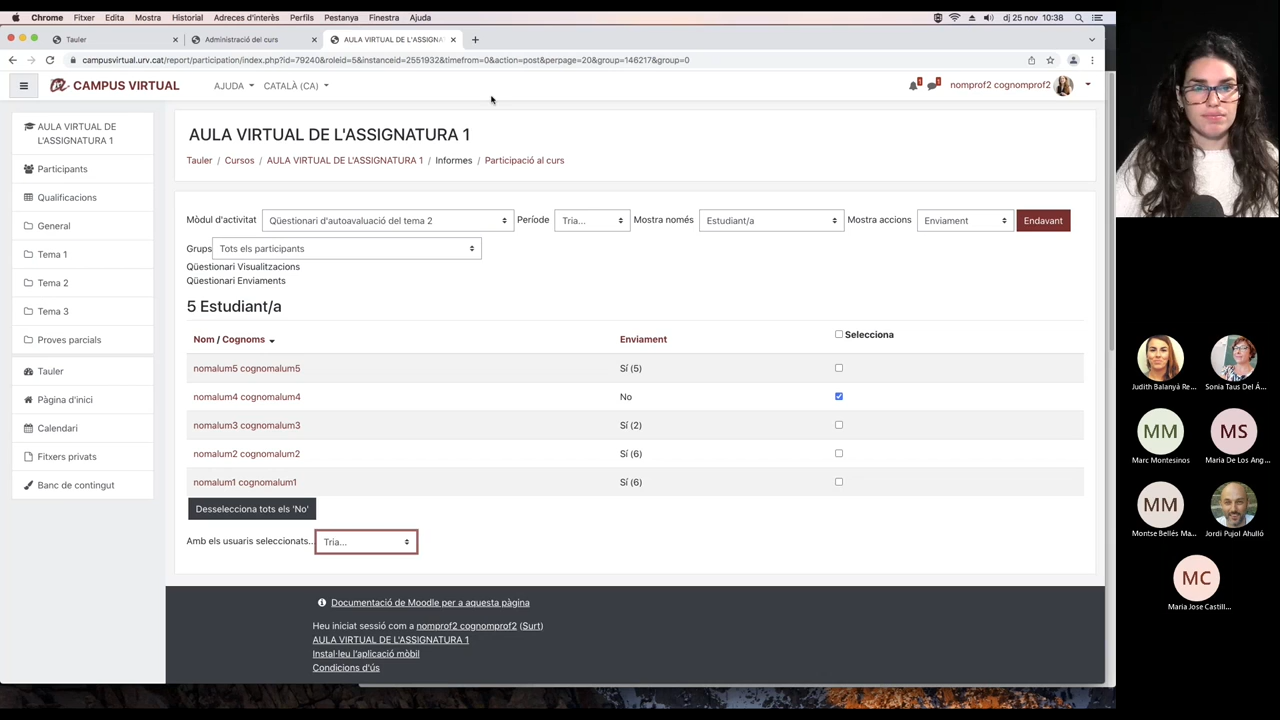 Chrome Fitxer Edita Mostra Historial Adreces d'interès Perfils Pestanya Finestra Ajuda dj 25 nov 10:38
Tauler Administració del curs AULA VIRTUAL DE L'ASSIGNA
campusvirtual.urv.cat/report/participation/index.php?id=79240&roleid=5&instanceid=2551932&timefrom=0&action=post&perpage=20&group=146217&group=0
CAMPUS VIRTUAL AJUDA CATALÀ (CA) 1 1 nomprof2 cognomprof2
AULA VIRTUAL DE L'ASSIGNATURA 1
Participants
Qualificacions
General
Tema 1
Tema 2
Tema 3
Proves parcials
Tauler
Pàgina d'inici
Calendari
Fitxers privats
Banc de contingut
AULA VIRTUAL DE L'ASSIGNATURA 1
Tauler / Cursos / AULA VIRTUAL DE L'ASSIGNATURA 1 / Informes / Participació al curs
Mòdul d'activitat Qüestionari d'autoavaluació del tema 2 Període Tria... Mostra només Estudiant/a Mostra accions Enviament Endavant
Grups Tots els participants
Qüestionari Visualitzacions
Qüestionari Enviaments
5 Estudiant/a
Nom / Cognoms Enviament Selecciona
nomalum5 cognomalum5 Sí (5)
nomalum4 cognomalum4 No
nomalum3 cognomalum3 Sí (2)
nomalum2 cognomalum2 Sí (6)
nomalum1 cognomalum1 Sí (6)
Desselecciona tots els 'No'
Amb els usuaris seleccionats... Tria...
Documentació de Moodle per a aquesta pàgina
Heu iniciat sessió com a nomprof2 cognomprof2 (Surt)
AULA VIRTUAL DE L'ASSIGNATURA 1
Instal·leu l'aplicació mòbil
Condicions d'ús
Judith Balanyà Re... Sonia Taus Del Á...
MM MS
Marc Montesinos Maria De Los Ang...
MM
Montse Bellés Ma... Jordi Pujol Ahulló
MC
Maria Jose Castill...